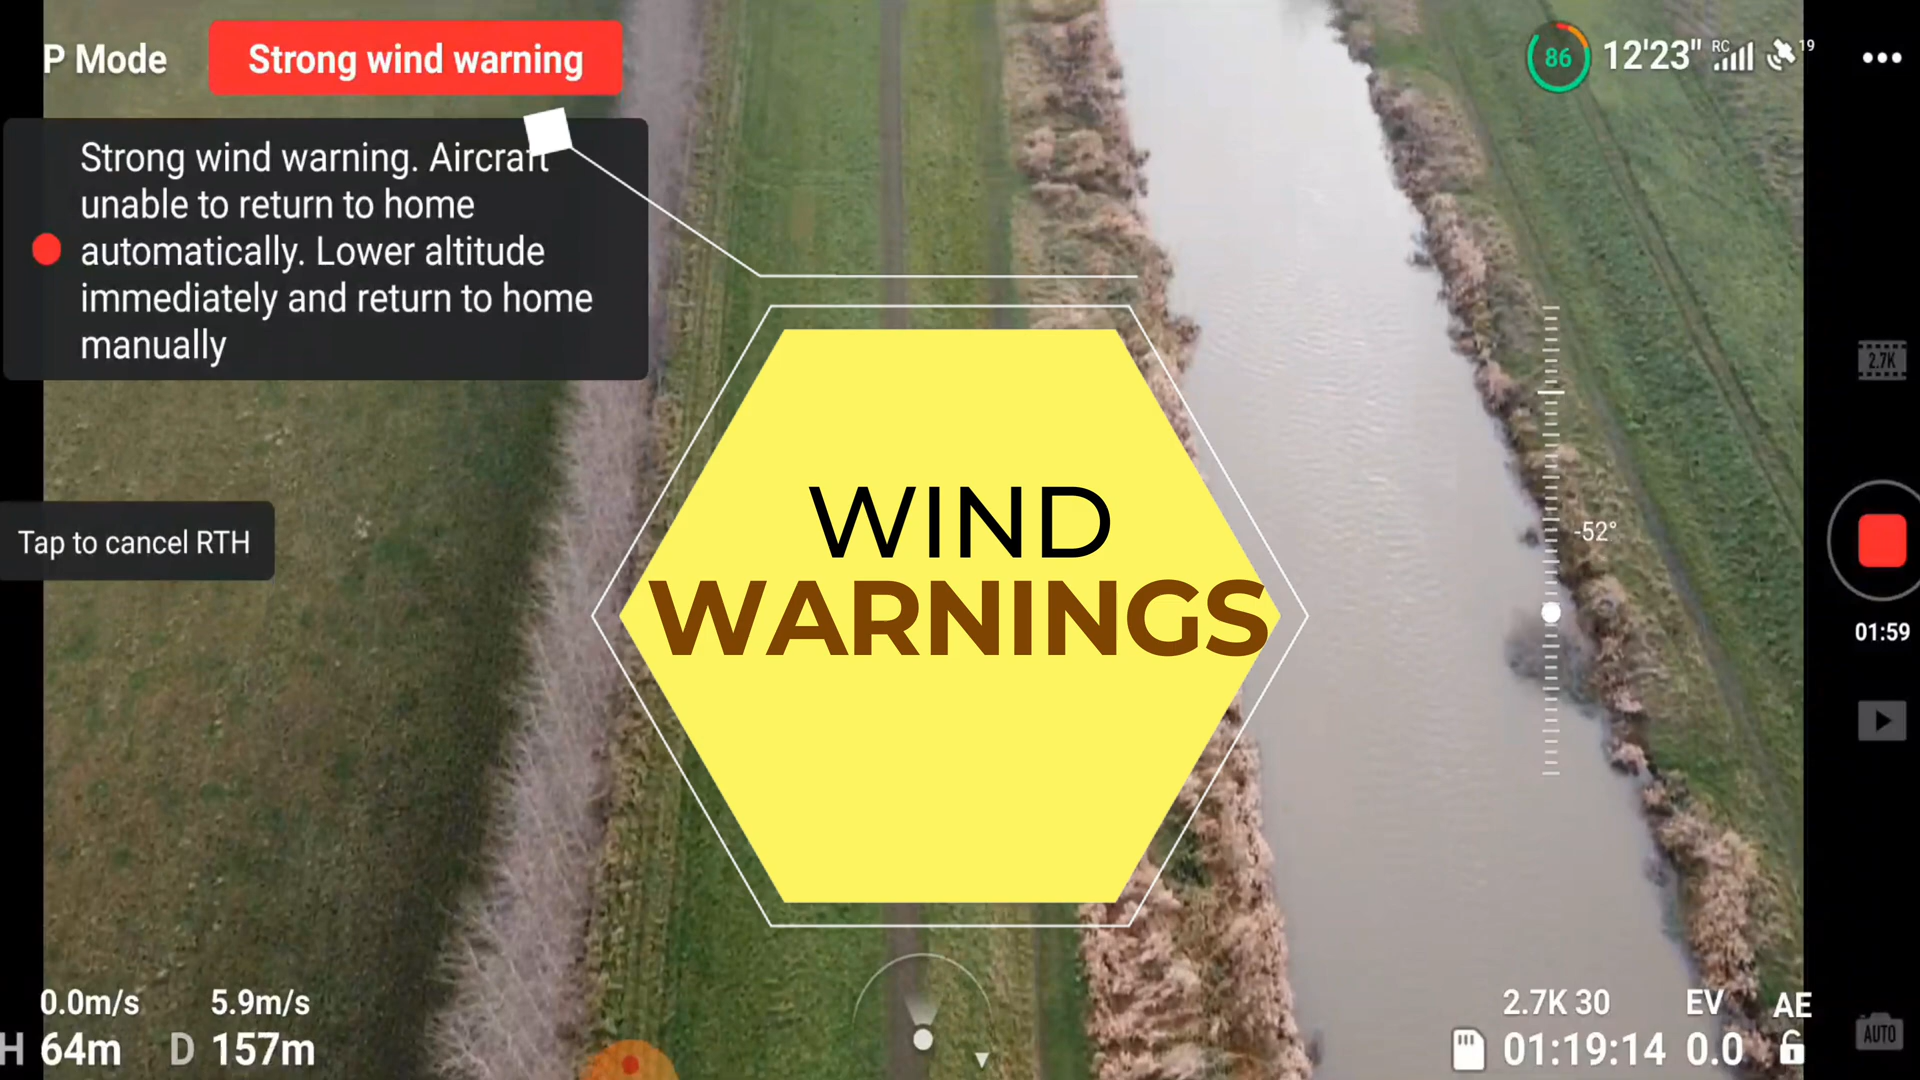 P Mode
Strong wind warning
86
12'23"
RC
19
Strong wind warning. Aircraft
unable to return to home
automatically. Lower altitude
immediately and return to home
manually
2.7K
WIND
WARNINGS
Tap to cancel RTH
-52°
01:59
0.0m/s
5.9m/s
H 64m
D 157m
2.7K 30
EV
AE
01:19:14
0.0
AUTO